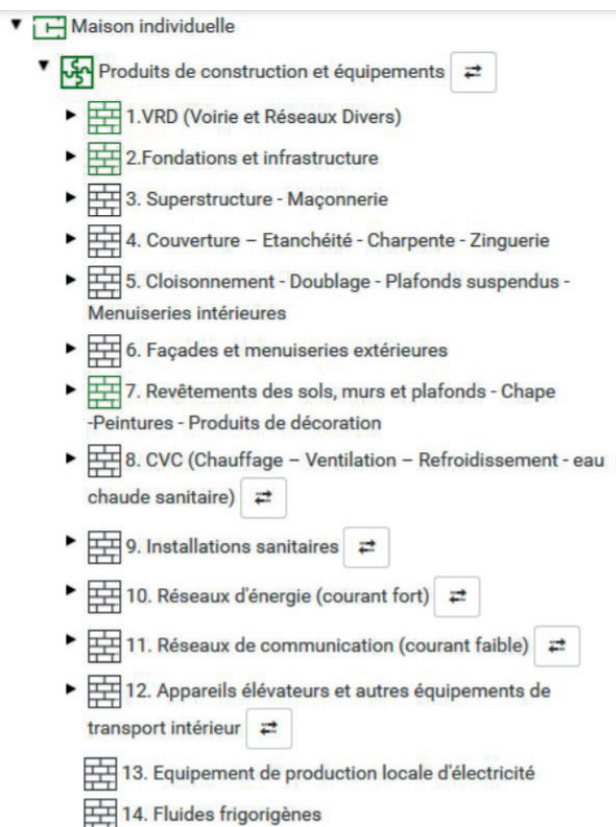 Maison individuelle
Produits de construction et équipements
1.VRD (Voirie et Réseaux Divers)
2.Fondations et infrastructure
3. Superstructure - Maçonnerie
4. Couverture – Etanchéité - Charpente - Zinguerie
5. Cloisonnement - Doublage - Plafonds suspendus -
Menuiseries intérieures
6. Façades et menuiseries extérieures
7. Revêtements des sols, murs et plafonds - Chape
-Peintures - Produits de décoration
8. CVC (Chauffage – Ventilation – Refroidissement - eau
chaude sanitaire)
9. Installations sanitaires
10. Réseaux d'énergie (courant fort)
11. Réseaux de communication (courant faible)
12. Appareils élévateurs et autres équipements de
transport intérieur
13. Equipement de production locale d'électricité
14. Fluides frigorigènes